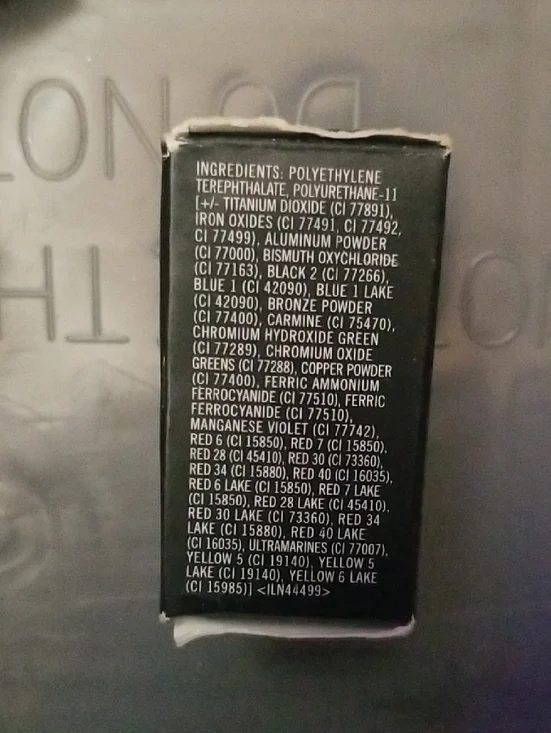 INGREDIENTS: POLYETHYLENE
TEREPHTHALATE, POLYURETHANE-11
[+/- TITANIUM DIOXIDE (CI 77891),
IRON OXIDES (CI 77491, CI 77492,
CI 77499), ALUMINUM POWDER
(CI 77000), BISMUTH OXYCHLORIDE
(CI 77163), BLACK 2 (CI 77266),
BLUE 1 (CI 42090), BLUE 1 LAKE
(CI 42090), BRONZE POWDER
(CI 77400), CARMINE (CI 75470),
CHROMIUM HYDROXIDE GREEN
(CI 77289), CHROMIUM OXIDE
GREENS (CI 77288), COPPER POWDER
(CI 77400), FERRIC AMMONIUM
FERROCYANIDE (CI 77510), FERRIC
FERROCYANIDE (CI 77510),
MANGANESE VIOLET (CI 77742),
RED 6 (CI 15850), RED 7 (CI 15850),
RED 28 (CI 45410), RED 30 (CI 73360),
RED 34 (CI 15880), RED 40 (CI 16035),
RED 6 LAKE (CI 15850), RED 7 LAKE
(CI 15850), RED 28 LAKE (CI 45410),
RED 30 LAKE (CI 73360), RED 34
LAKE (CI 15880), RED 40 LAKE
(CI 16035), ULTRAMARINES (CI 77007),
YELLOW 5 (CI 19140), YELLOW 5
LAKE (CI 19140), YELLOW 6 LAKE
(CI 15985)] <ILN44499>